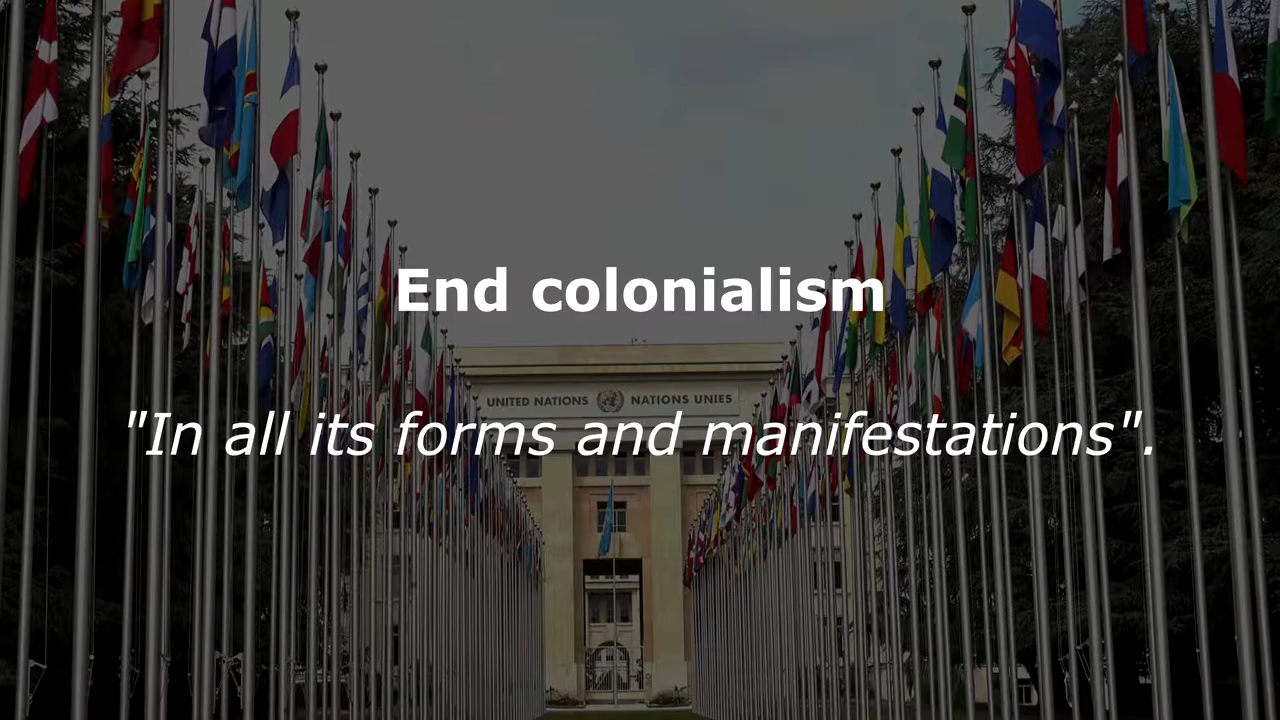 End colonialism
UNITED NATIONS NATIONS UNIES
"In all its forms and manifestations".